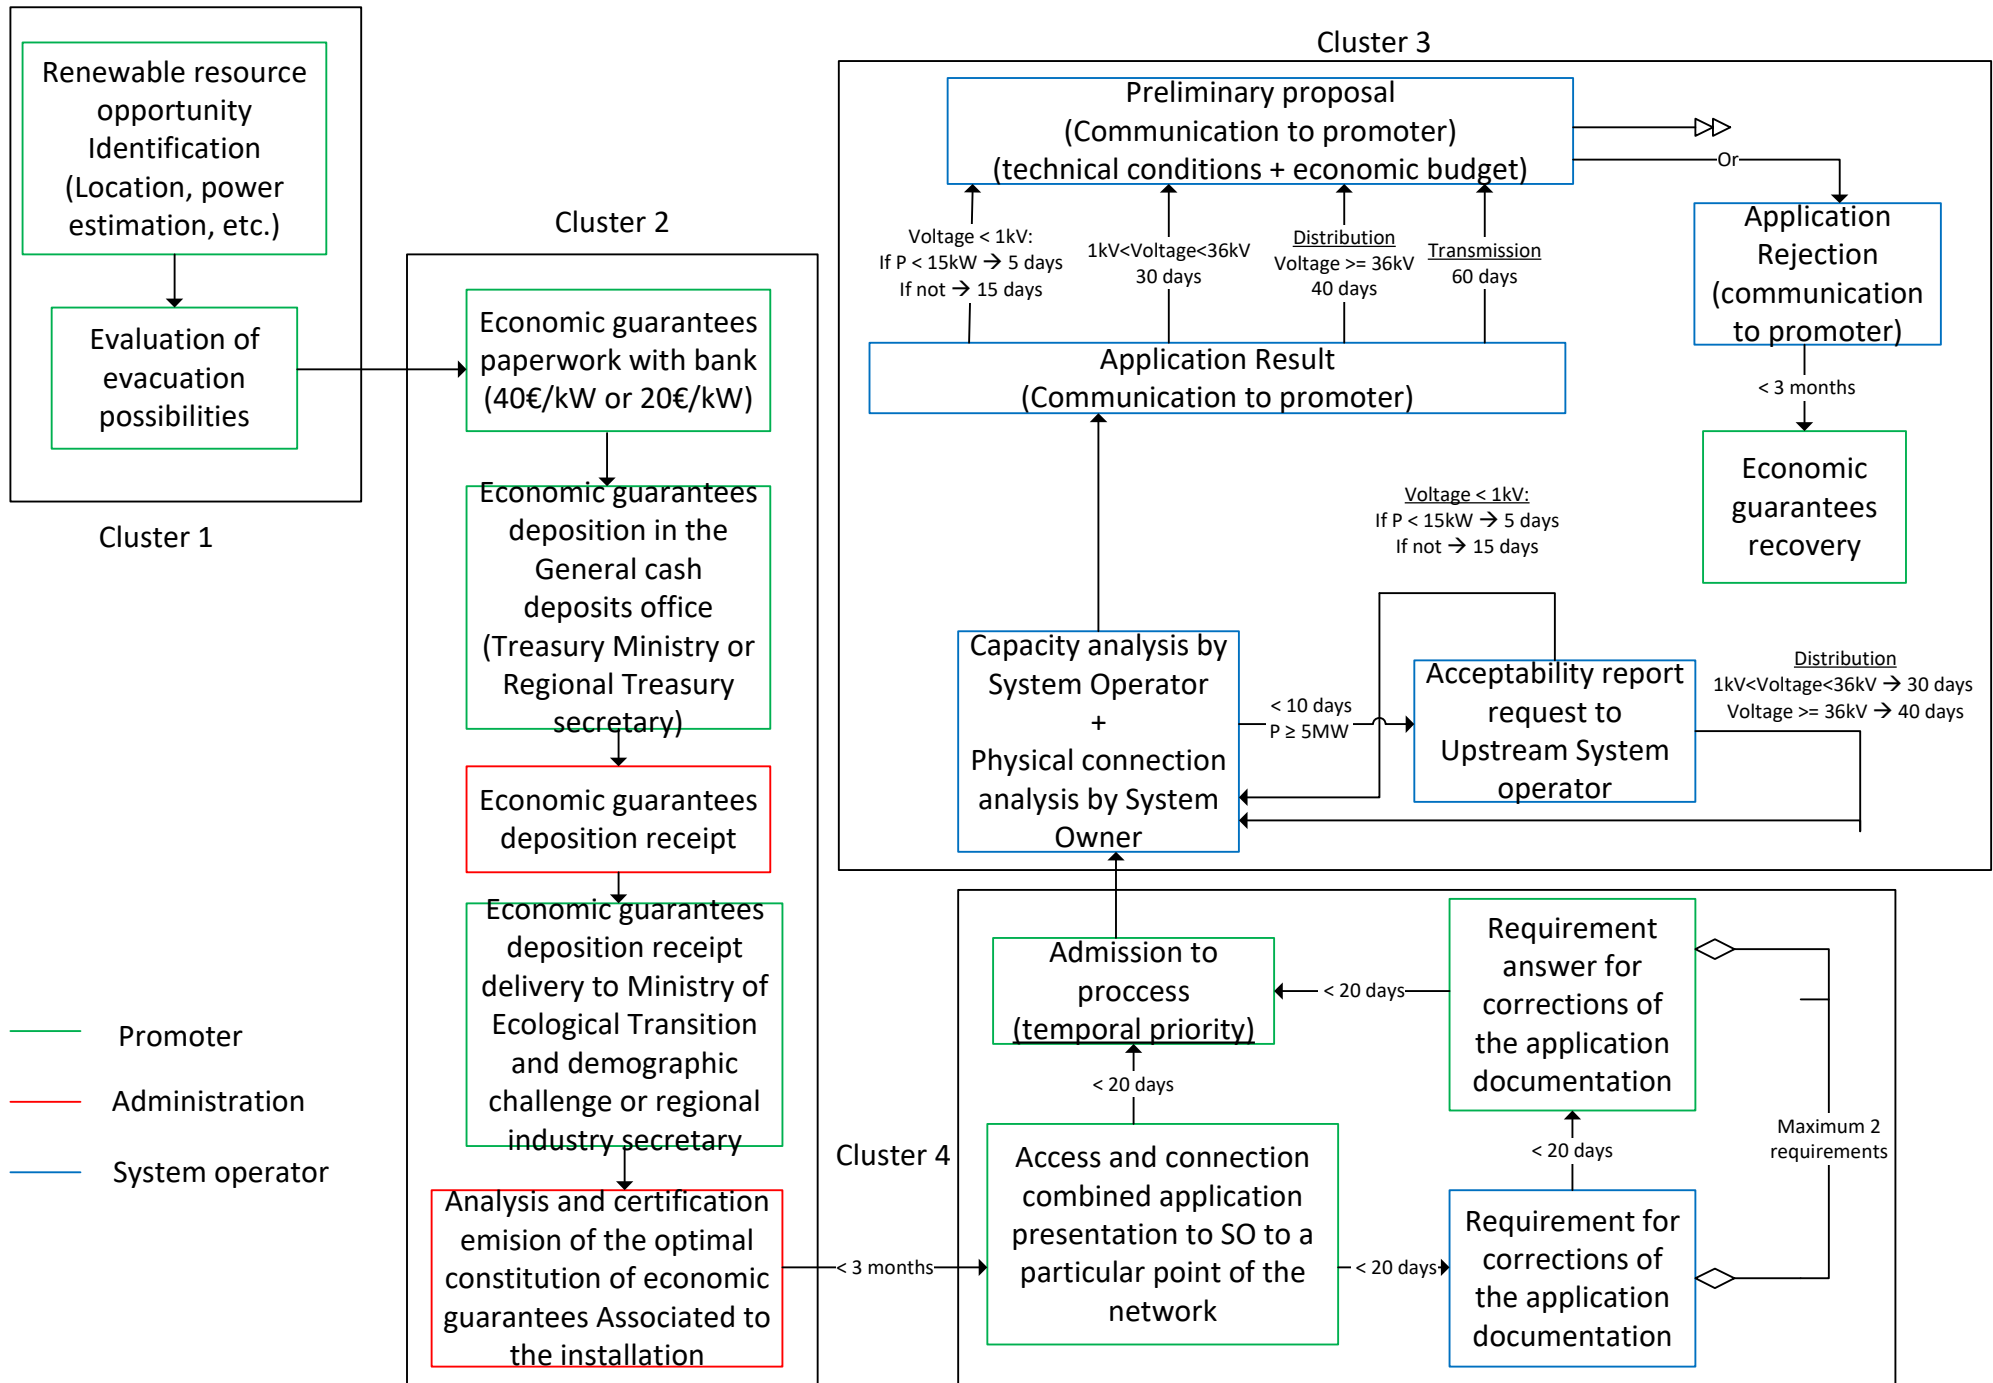 Renewable resource
opportunity
Identification
(Location, power
estimation, etc.)
Evaluation of
evacuation
possibilities
Cluster 1
Cluster 2
Economic guarantees
paperwork with bank
(40€/kW or 20€/kW)
Economic guarantees
deposition in the
General cash
deposits office
(Treasury Ministry or
Regional Treasury
secretary)
Economic guarantees
deposition receipt
Economic guarantees
deposition receipt
delivery to Ministry of
Ecological Transition
and demographic
challenge or regional
industry secretary
Analysis and certification
emision of the optimal
constitution of economic
guarantees Associated to
the installation
< 3 months
Cluster 3
Preliminary proposal
(Communication to promoter)
(technical conditions + economic budget)
Or
Application
Rejection
(communication
to promoter)
< 3 months
Economic
guarantees
recovery
Voltage < 1kV:
If P < 15kW → 5 days
If not → 15 days
1kV<Voltage<36kV
30 days
Distribution
Voltage >= 36kV
40 days
Transmission
60 days
Application Result
(Communication to promoter)
Voltage < 1kV:
If P < 15kW → 5 days
If not → 15 days
Capacity analysis by
System Operator
+
Physical connection
analysis by System
Owner
< 10 days
P ≥ 5MW
Acceptability report
request to
Upstream System
operator
Distribution
1kV<Voltage<36kV → 30 days
Voltage >= 36kV → 40 days
Cluster 4
Admission to
proccess
(temporal priority)
< 20 days
Requirement
answer for
corrections of
the application
documentation
< 20 days
Access and connection
combined application
presentation to SO to a
particular point of the
network
< 20 days
< 20 days
Requirement for
corrections of
the application
documentation
Maximum 2
requirements
Promoter
Administration
System operator